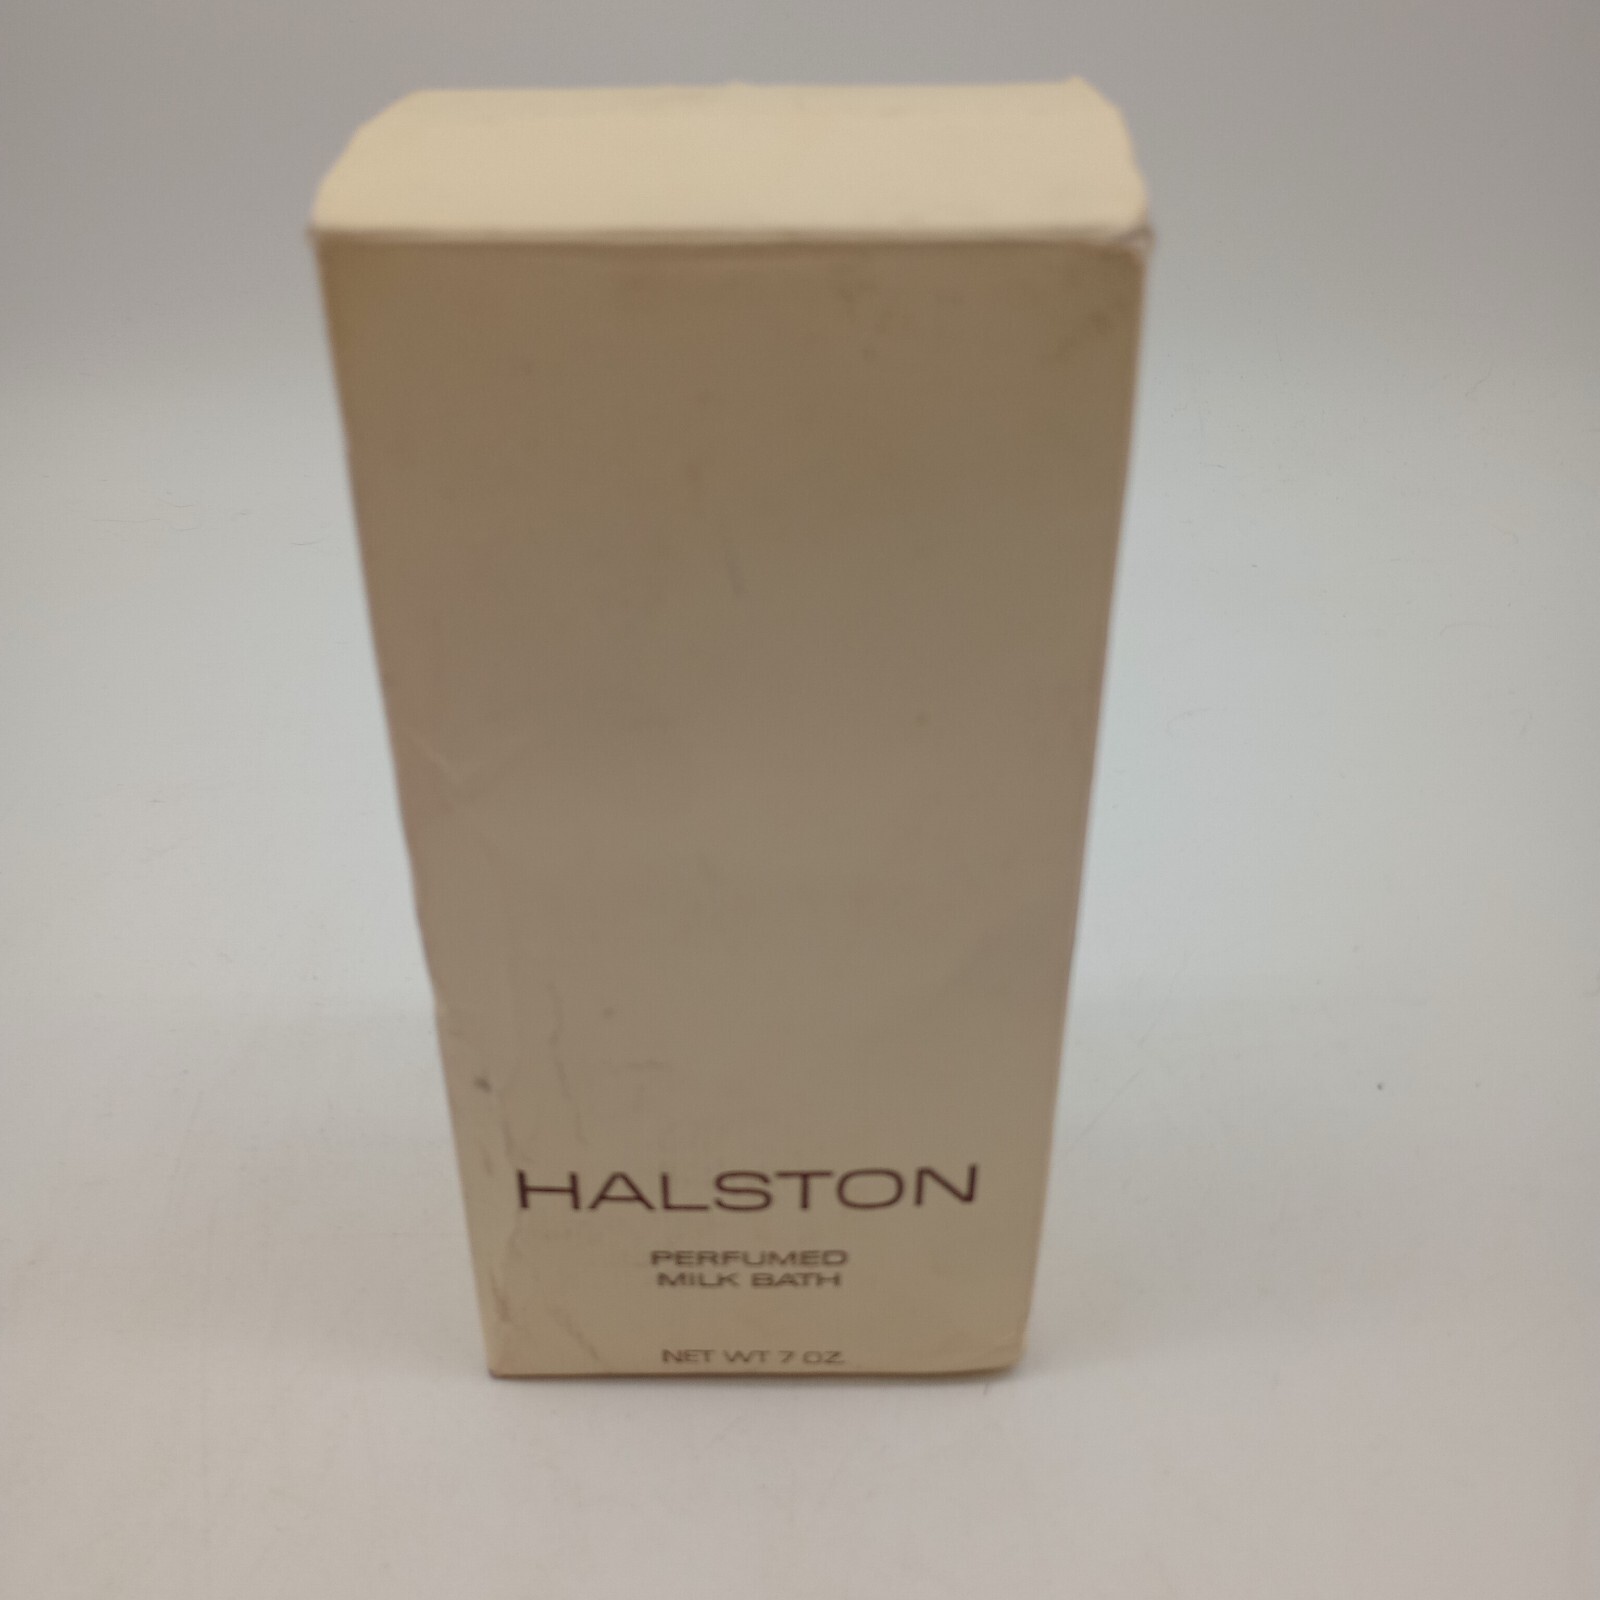 HALSTON
PERFUMED
MILK BATH
NET WT 7 OZ